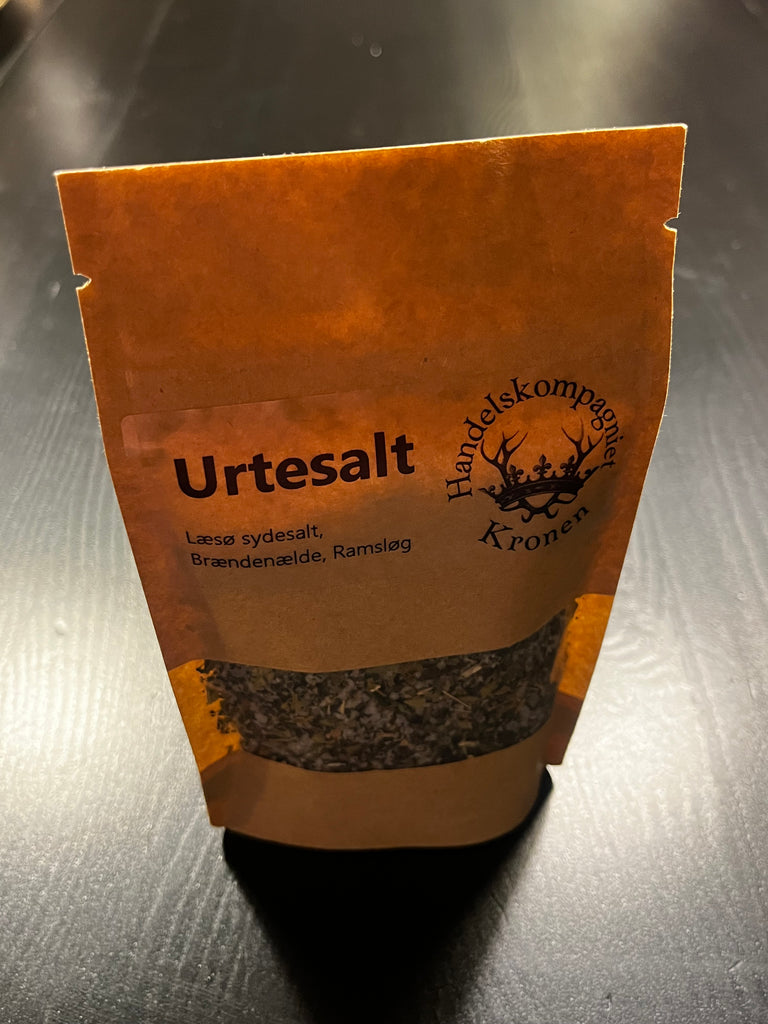 Urtesalt
Læsø sydesalt,
Brændenælde, Ramsløg
Handelskompagniet
Kronen